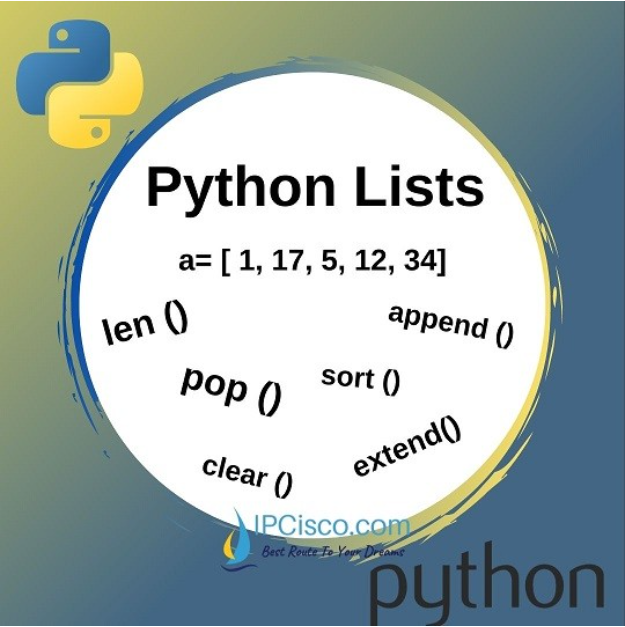 Python Lists
a= [ 1, 17, 5, 12, 34]
len ()
append ()
pop ()
sort ()
clear ()
extend()
IPCisco.com
Best Route To Your Dreams
python